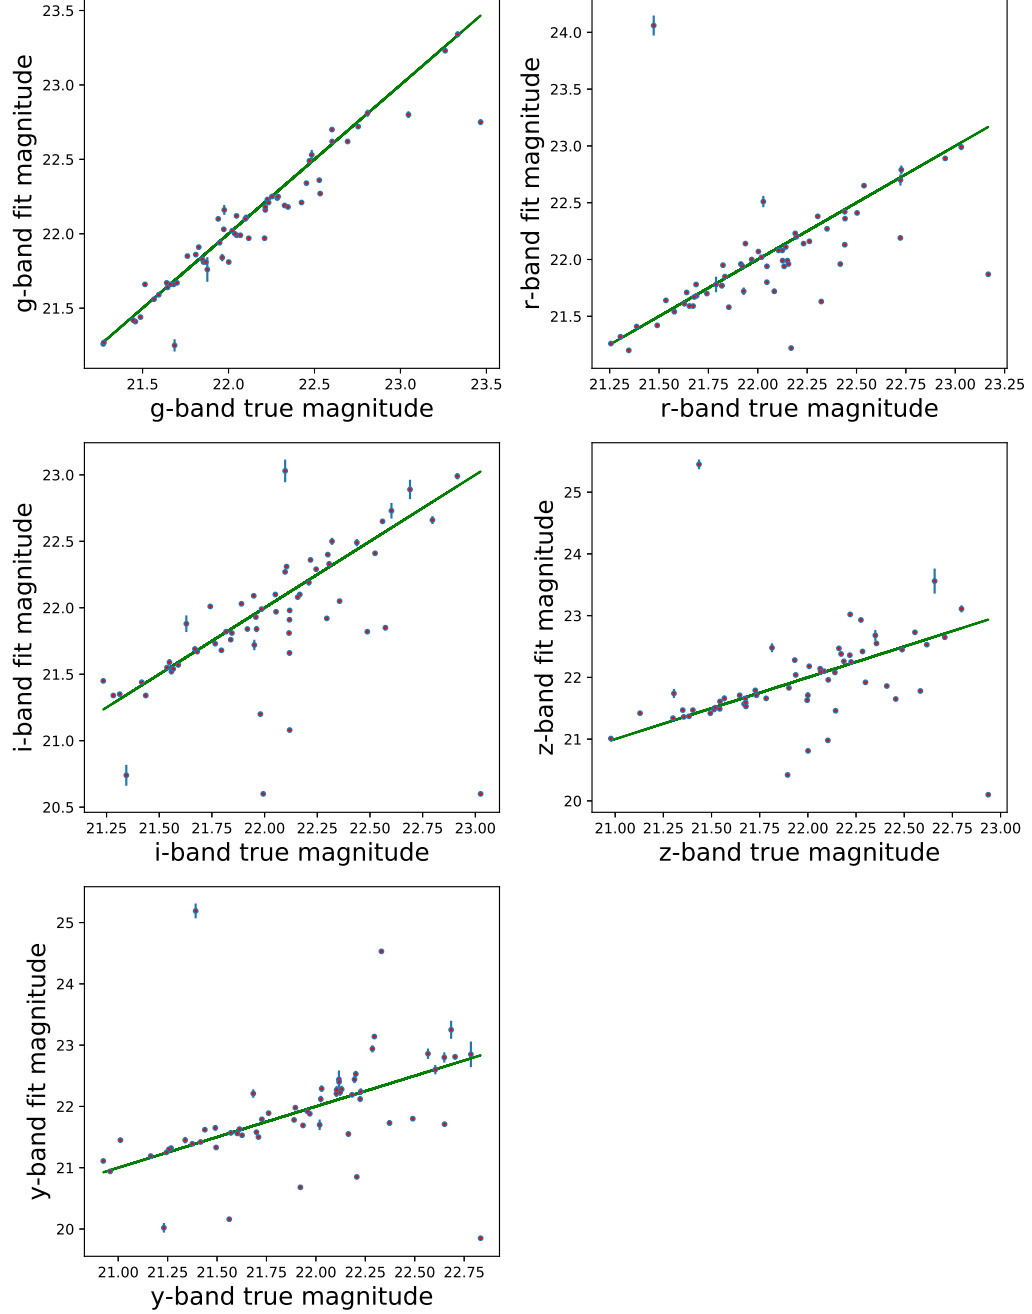 23.5
23.0
22.5
22.0
21.5
g-band fit magnitude
21.5 22.0 22.5 23.0 23.5
g-band true magnitude
24.0
23.5
23.0
22.5
22.0
21.5
r-band fit magnitude
21.25 21.50 21.75 22.00 22.25 22.50 22.75 23.00 23.25
r-band true magnitude
23.0
22.5
22.0
21.5
21.0
20.5
i-band fit magnitude
21.25 21.50 21.75 22.00 22.25 22.50 22.75 23.00
i-band true magnitude
25
24
23
22
21
20
z-band fit magnitude
21.00 21.25 21.50 21.75 22.00 22.25 22.50 22.75 23.00
z-band true magnitude
25
24
23
22
21
20
y-band fit magnitude
21.00 21.25 21.50 21.75 22.00 22.25 22.50 22.75
y-band true magnitude